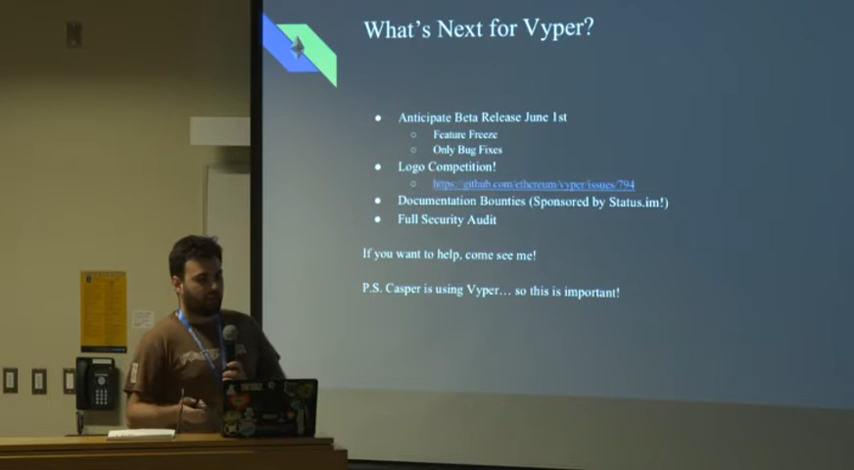 What's Next for Vyper?
Anticipate Beta Release June 1st
Feature Freeze
Only Bug Fixes
Logo Competition!
https://github.com/ethereum/vyper/issues/794
Documentation Bounties (Sponsored by Status.im!)
Full Security Audit
If you want to help, come see me!
P.S. Casper is using Vyper… so this is important!